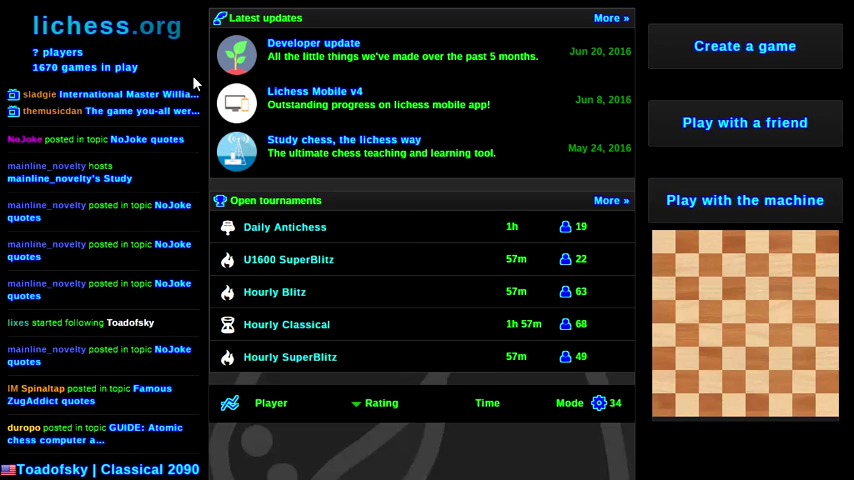 lichess.org
? players
1670 games in play
sladgie International Master Willia...
themusicdan The game you-all wer...
NoJoke posted in topic NoJoke quotes
mainline_novelty hosts
mainline_novelty's Study
mainline_novelty posted in topic NoJoke
quotes
mainline_novelty posted in topic NoJoke
quotes
mainline_novelty posted in topic NoJoke
quotes
lixes started following Toadofsky
mainline_novelty posted in topic NoJoke
quotes
IM Spinaltap posted in topic Famous
ZugAddict quotes
duropo posted in topic GUIDE: Atomic
chess computer a...
Toadofsky | Classical 2090
Latest updates More »
Developer update
All the little things we've made over the past 5 months. Jun 20, 2016
Lichess Mobile v4
Outstanding progress on lichess mobile app! Jun 8, 2016
Study chess, the lichess way
The ultimate chess teaching and learning tool. May 24, 2016
Open tournaments More »
Daily Antichess 1h 19
U1600 SuperBlitz 57m 22
Hourly Blitz 57m 63
Hourly Classical 1h 57m 68
Hourly SuperBlitz 57m 49
Player Rating Time Mode 34
Create a game
Play with a friend
Play with the machine